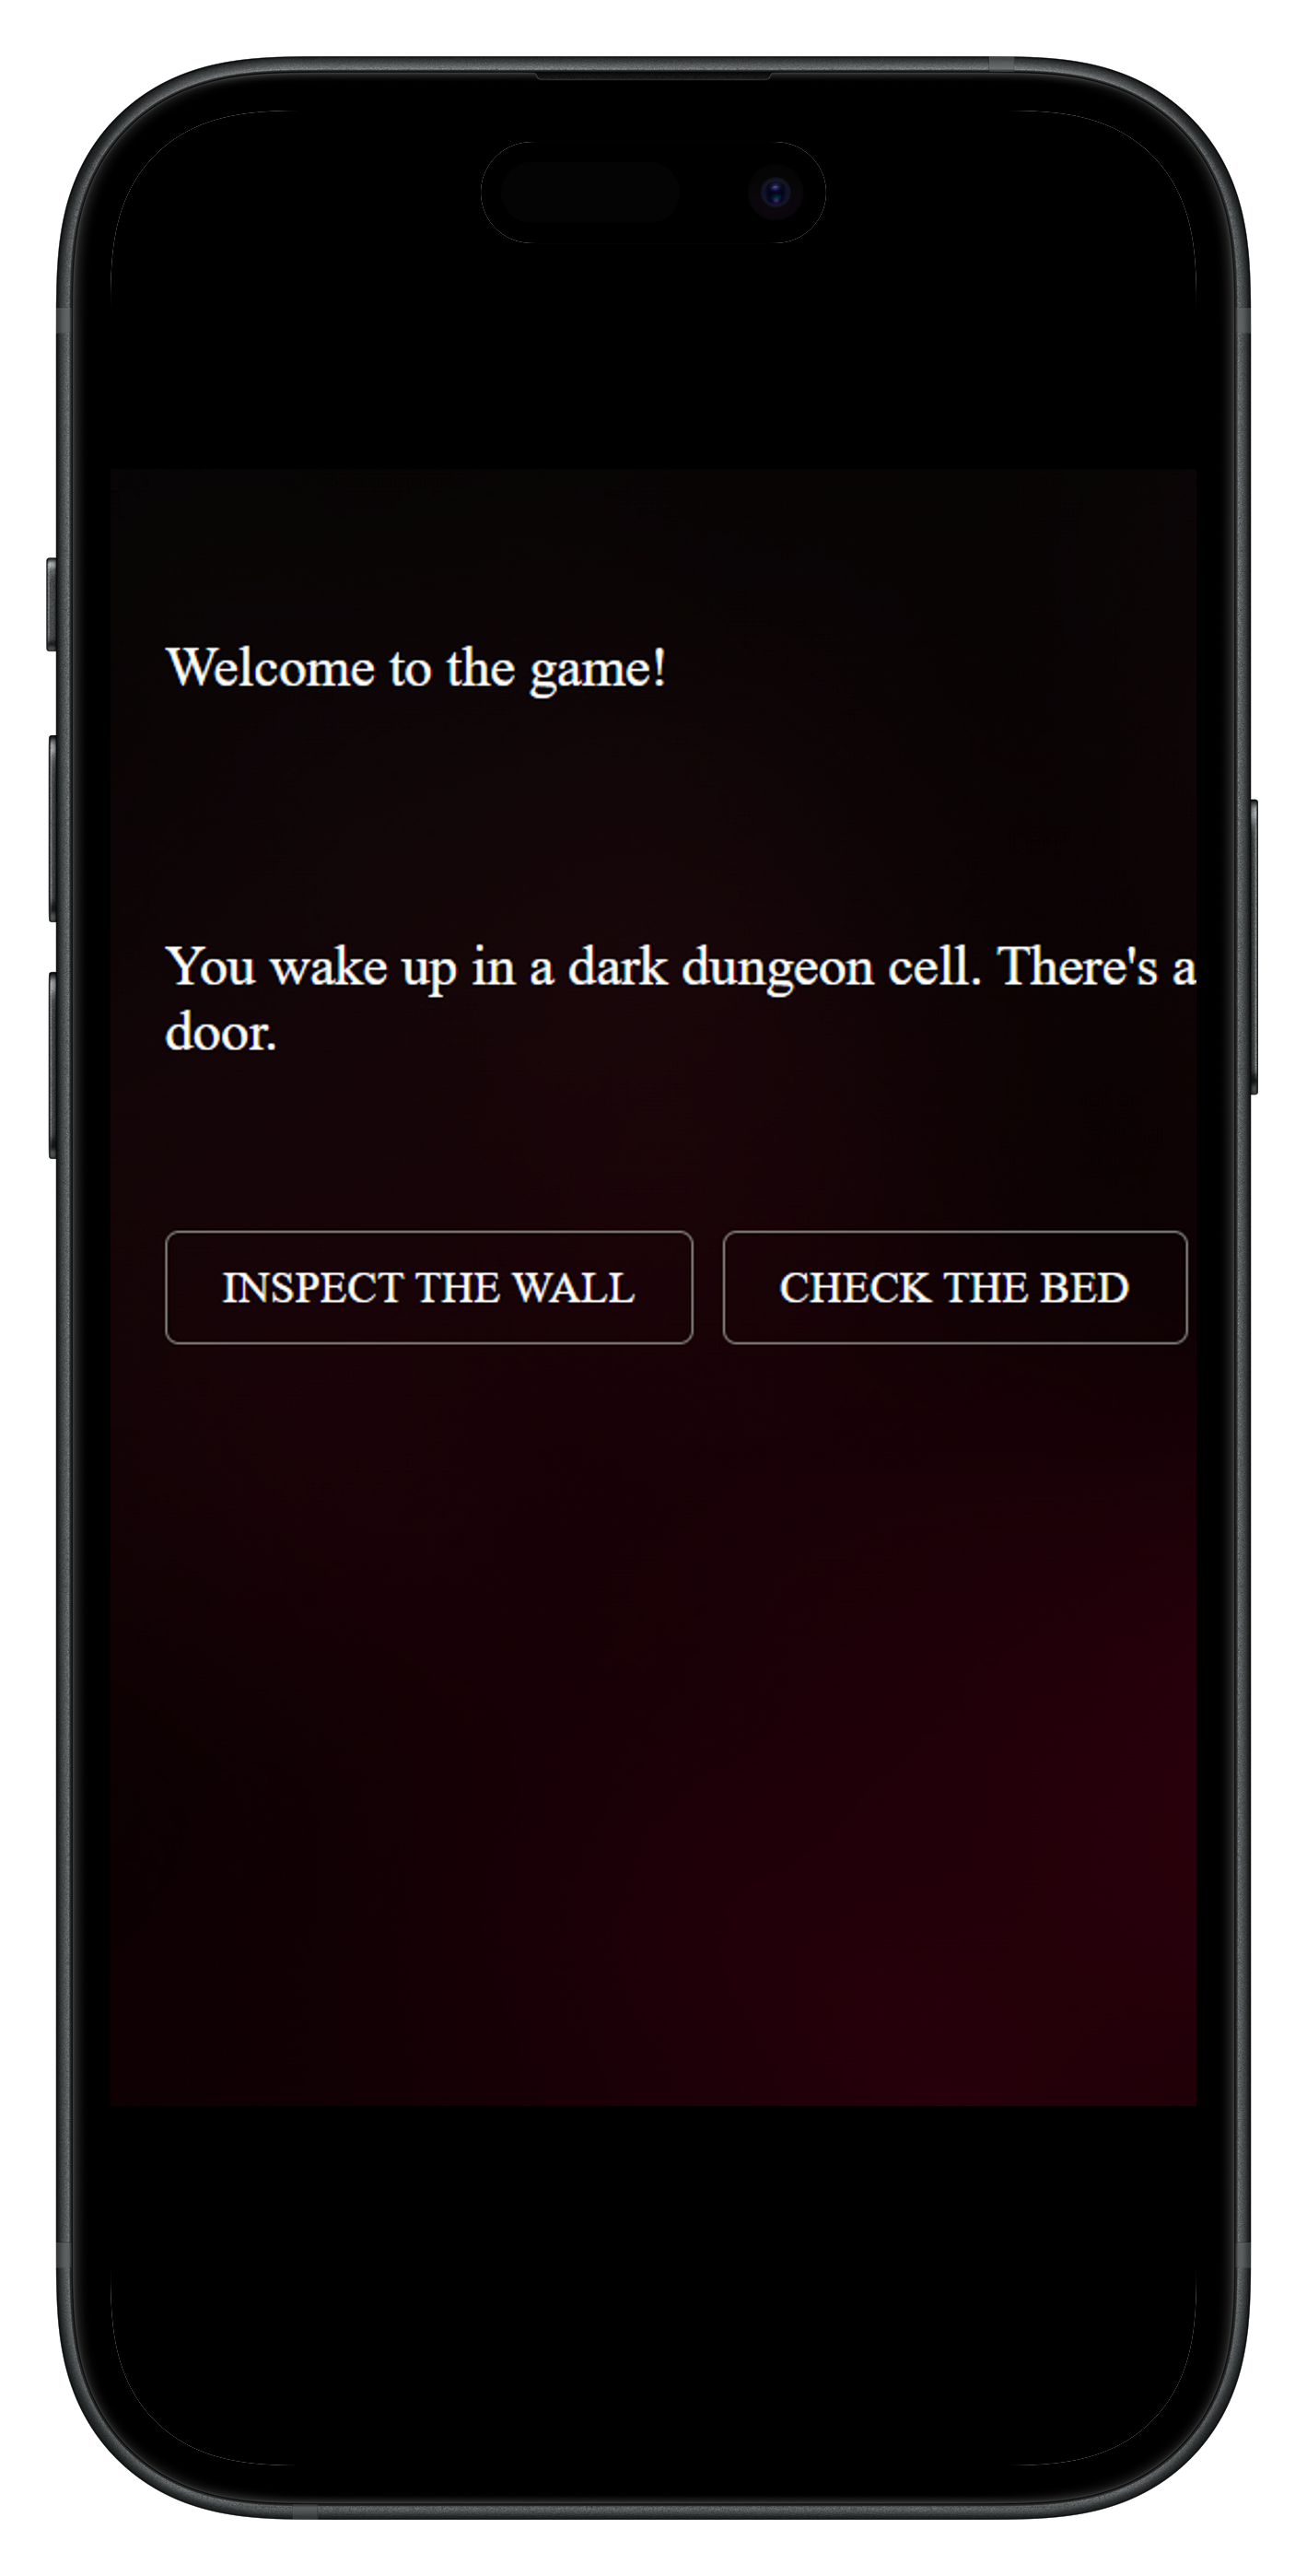 Welcome to the game!
You wake up in a dark dungeon cell. There's a
door.
INSPECT THE WALL
CHECK THE BED